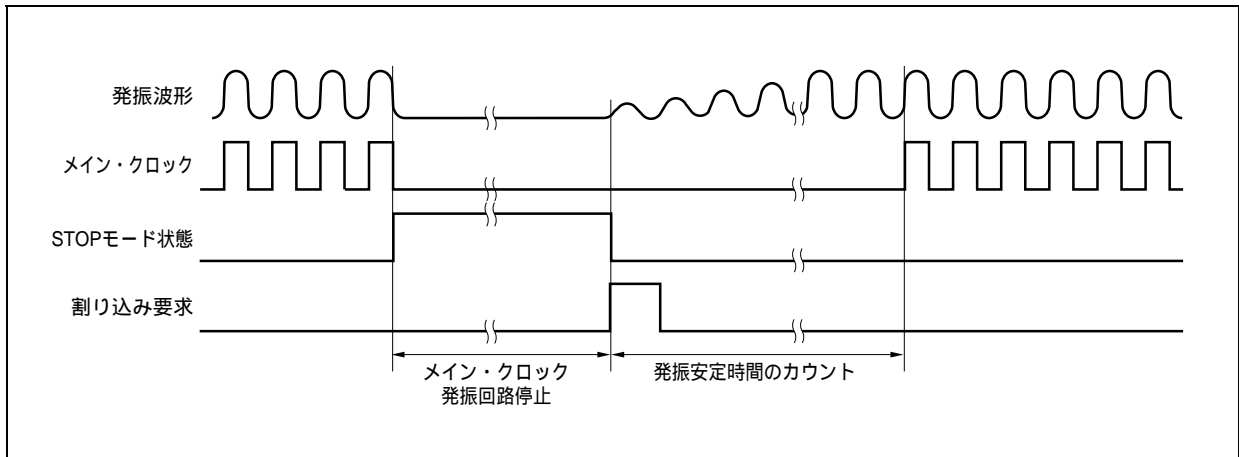 発振波形
メイン・クロック
STOPモード状態
割り込み要求
メイン・クロック
発振回路停止
発振安定時間のカウント